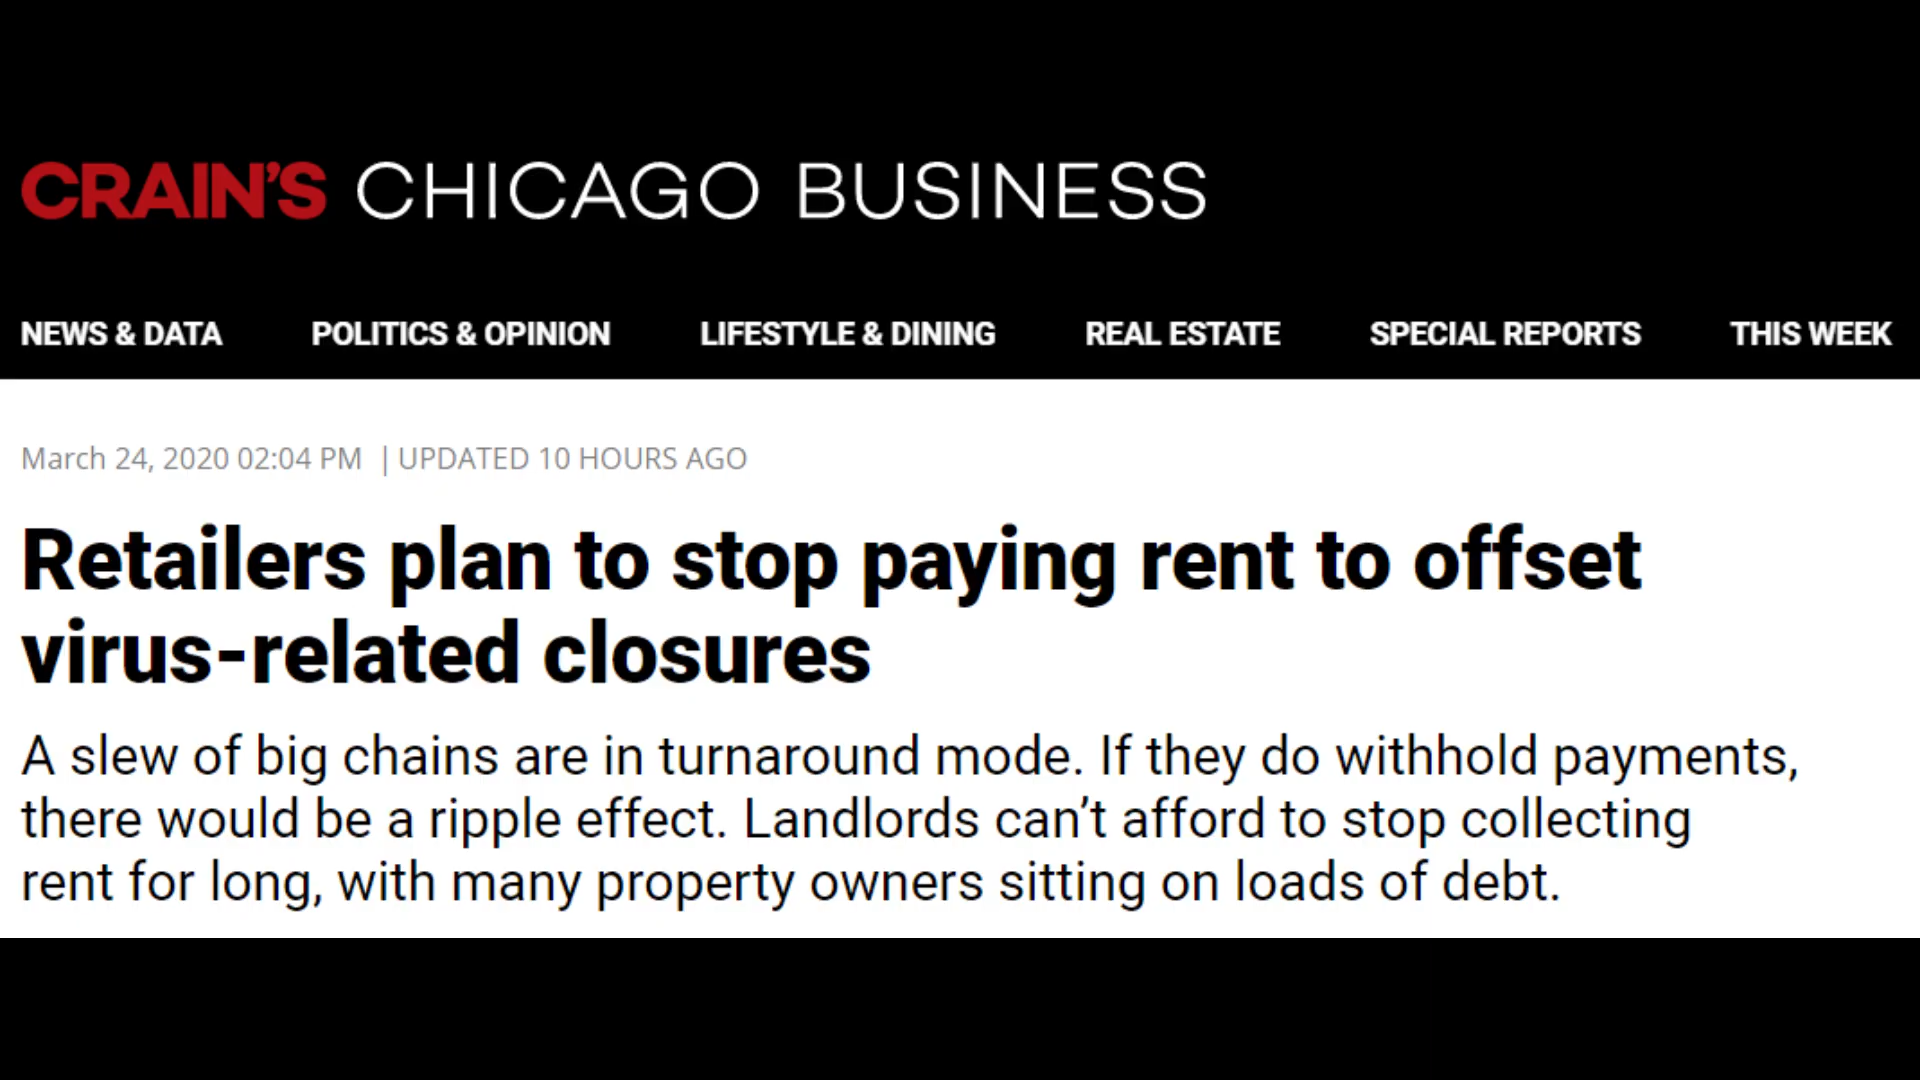 CRAIN'S CHICAGO BUSINESS
NEWS & DATA POLITICS & OPINION LIFESTYLE & DINING REAL ESTATE SPECIAL REPORTS THIS WEEK
March 24, 2020 02:04 PM | UPDATED 10 HOURS AGO
Retailers plan to stop paying rent to offset
virus-related closures
A slew of big chains are in turnaround mode. If they do withhold payments,
there would be a ripple effect. Landlords can’t afford to stop collecting
rent for long, with many property owners sitting on loads of debt.